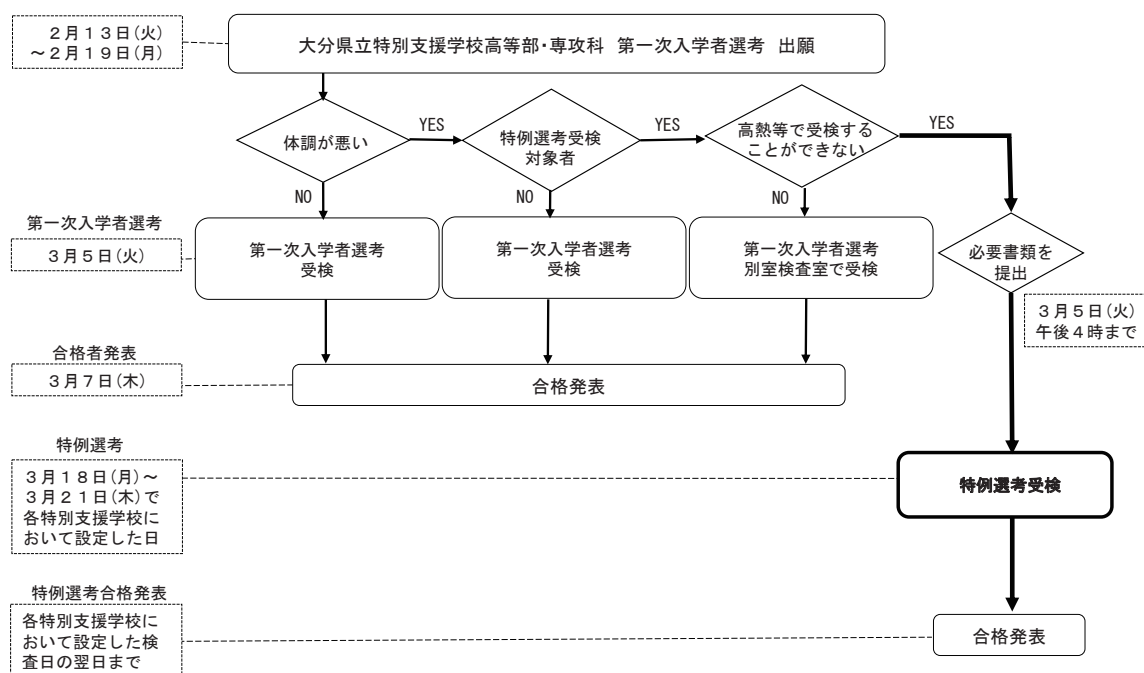 ２月１３日(火)
～２月１９日(月)
大分県立特別支援学校高等部・専攻科 第一次入学者選考 出願
体調が悪い
YES
特例選考受検
対象者
YES
高熱等で受検する
ことができない
YES
NO
NO
NO
第一次入学者選考
３月５日(火)
第一次入学者選考
受検
第一次入学者選考
受検
第一次入学者選考
別室検査室で受検
必要書類を
提出
３月５日(火)
午後４時まで
合格者発表
３月７日(木)
合格発表
特例選考
３月１８日(月)～
３月２１日(木)で
各特別支援学校に
おいて設定した日
特例選考受検
特例選考合格発表
各特別支援学校に
おいて設定した検
査日の翌日まで
合格発表